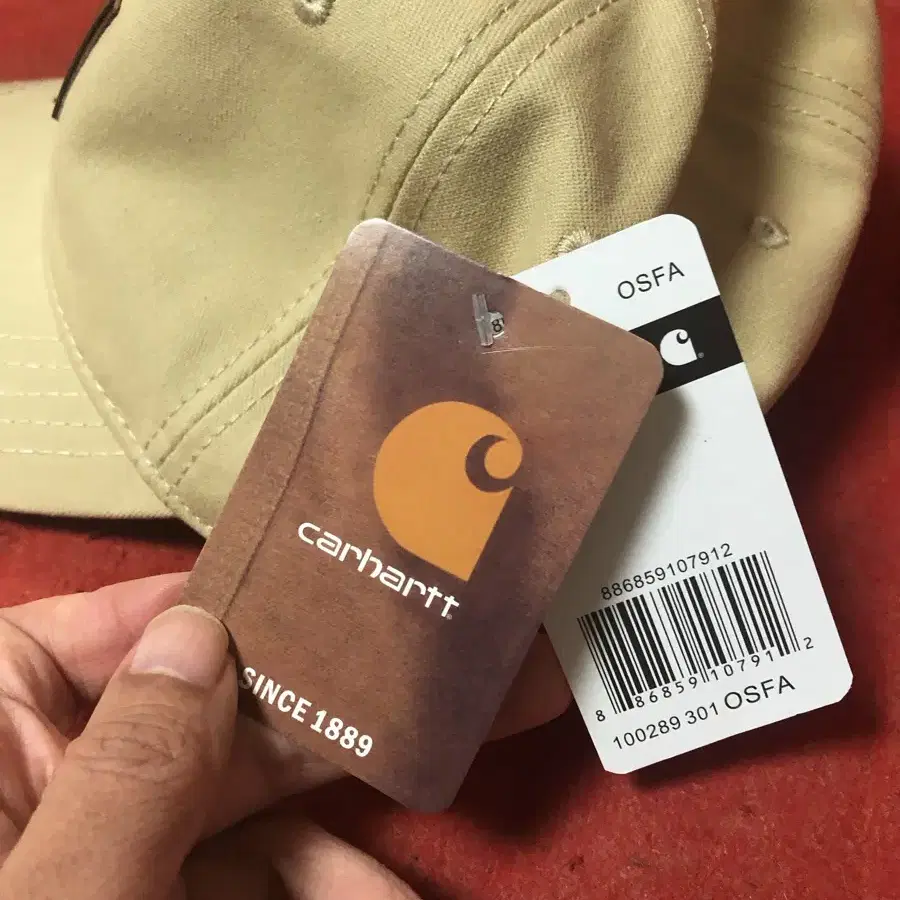 carhartt
SINCE 1889
OSFA
886859107912
8 86859 10791 2
100289 301 OSFA